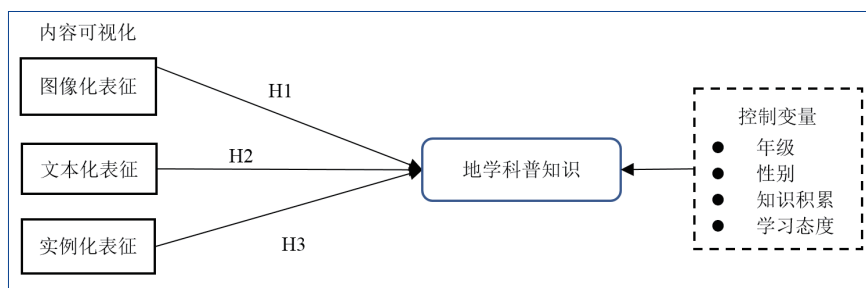 内容可视化
图像化表征
H1
文本化表征
H2
实例化表征
H3
地学科普知识
控制变量
● 年级
● 性别
● 知识积累
● 学习态度